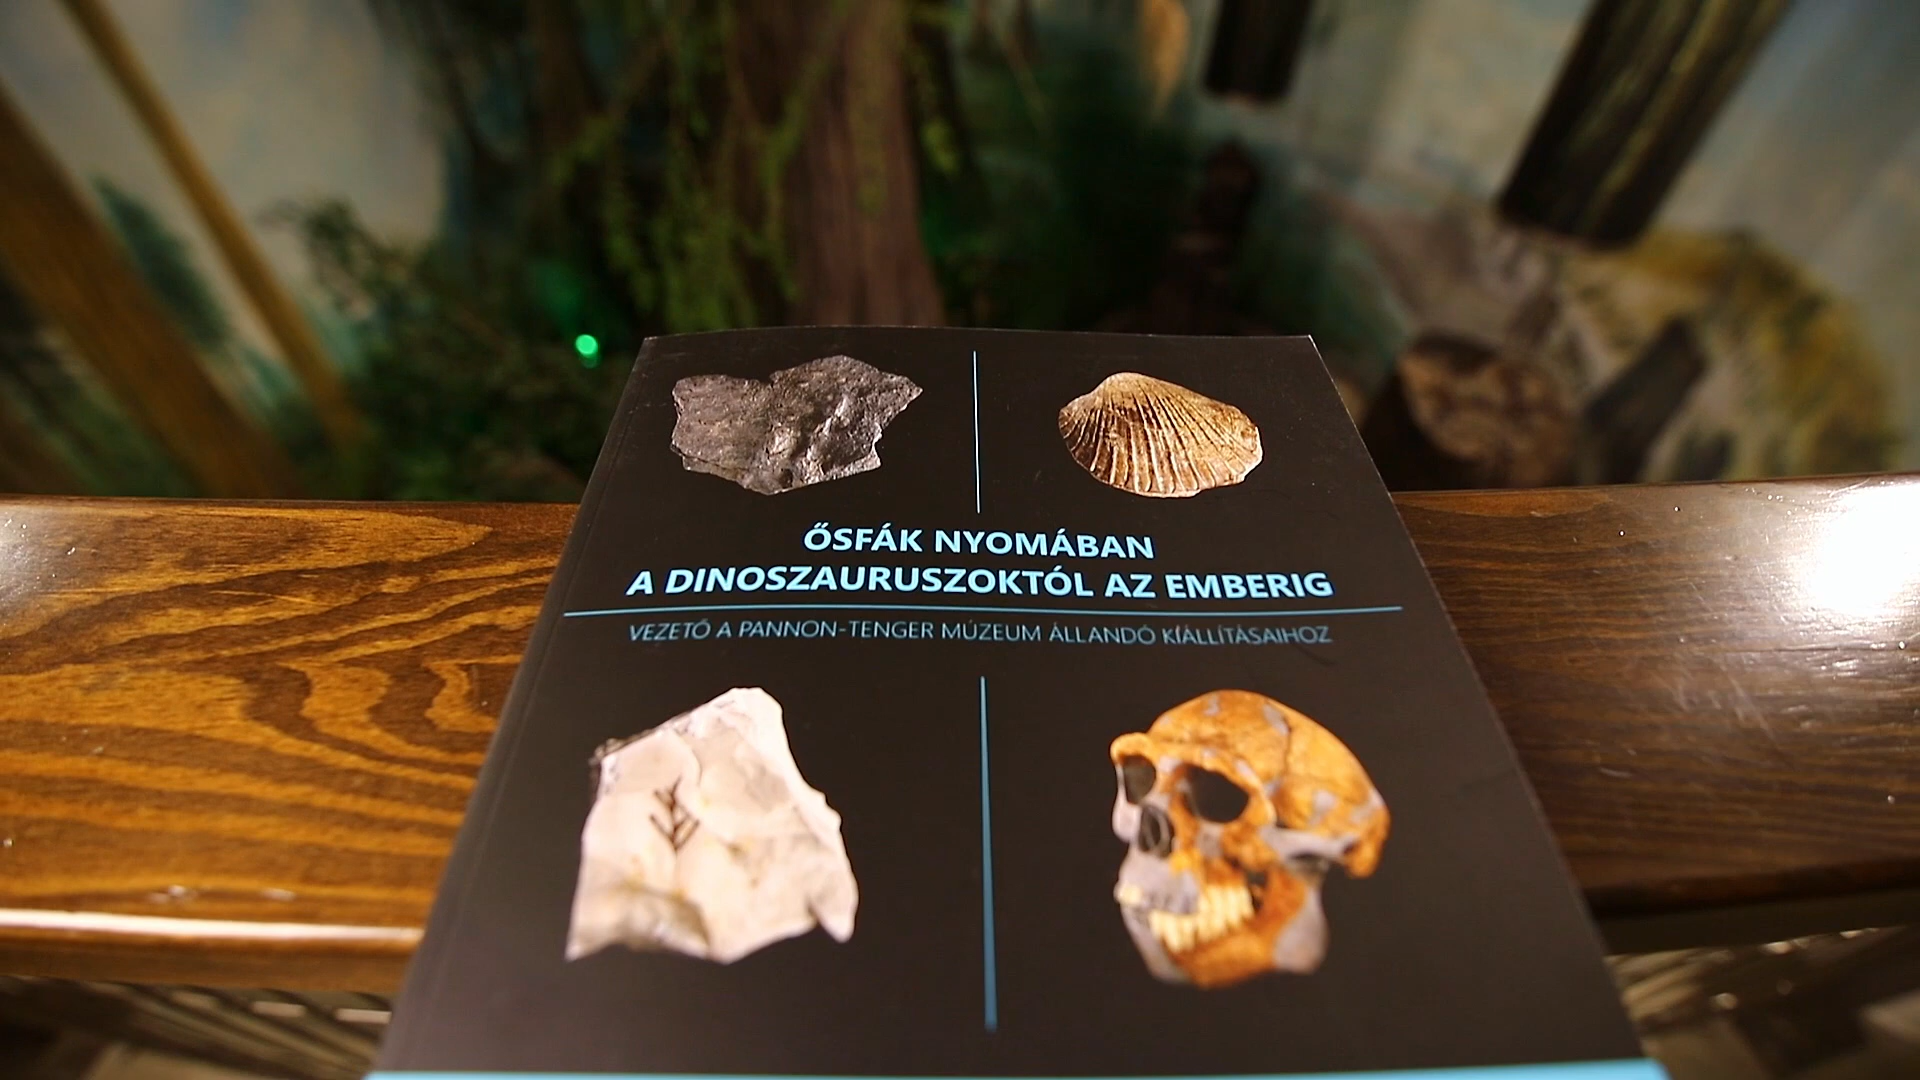 ŐSFÁK NYOMÁBAN
A DINOSZAURUSZOKTÓL AZ EMBERIG
VEZETŐ A PANNON-TENGER MÚZEUM ÁLLANDÓ KIÁLLÍTÁSAIHOZ